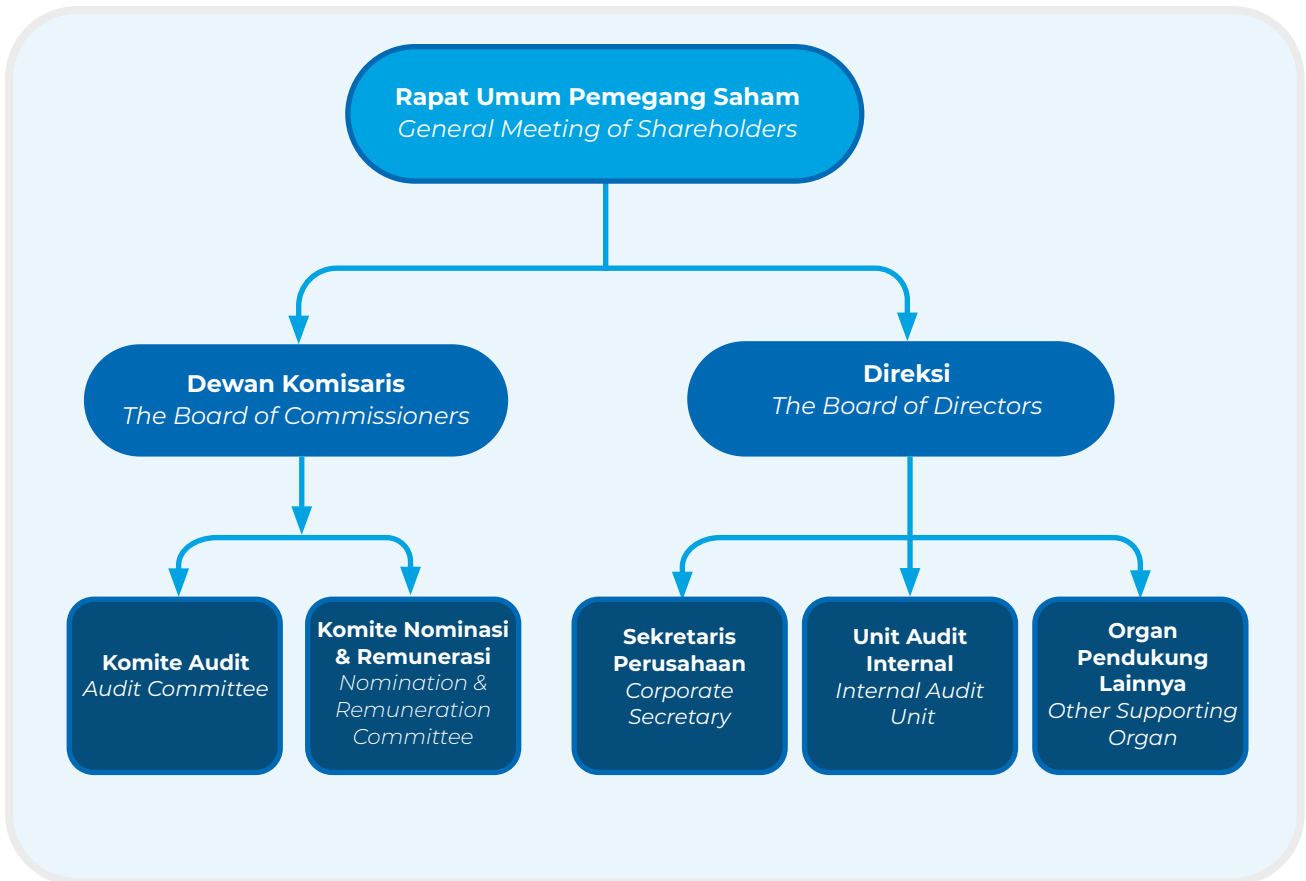 Rapat Umum Pemegang Saham
General Meeting of Shareholders
Dewan Komisaris
The Board of Commissioners
Direksi
The Board of Directors
Komite Audit
Audit Committee
Komite Nominasi
& Remunerasi
Nomination &
Remuneration
Committee
Sekretaris
Perusahaan
Corporate
Secretary
Unit Audit
Internal
Internal Audit
Unit
Organ
Pendukung
Lainnya
Other Supporting
Organ